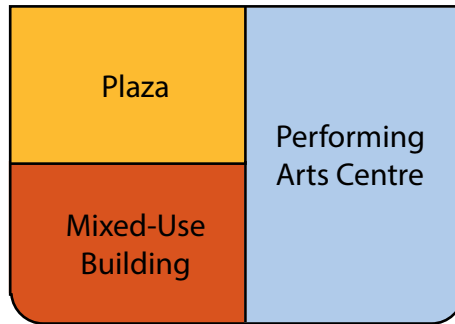 Plaza
Performing
Arts Centre
Mixed-Use
Building